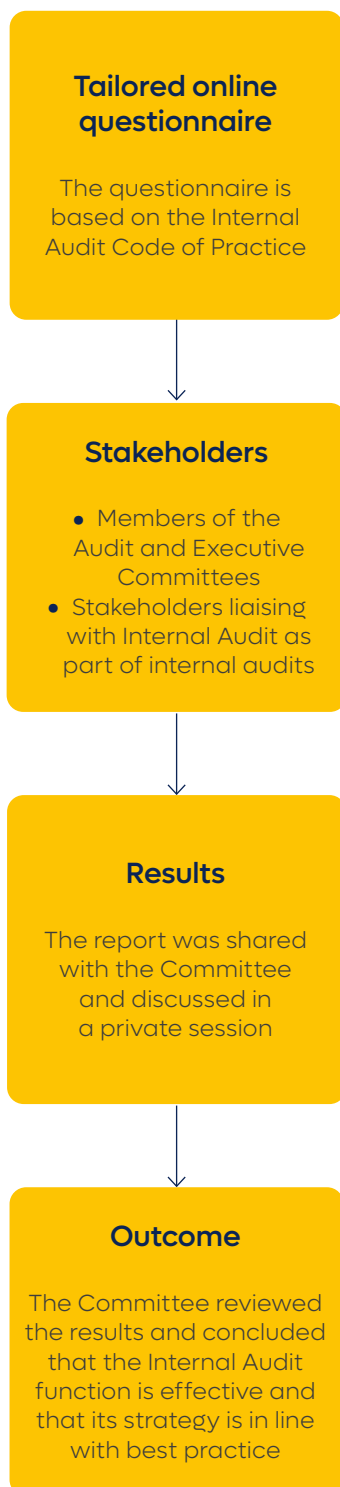 Tailored online
questionnaire
The questionnaire is
based on the Internal
Audit Code of Practice
Stakeholders
• Members of the
Audit and Executive
Committees
• Stakeholders liaising
with Internal Audit as
part of internal audits
Results
The report was shared
with the Committee
and discussed in
a private session
Outcome
The Committee reviewed
the results and concluded
that the Internal Audit
function is effective and
that its strategy is in line
with best practice